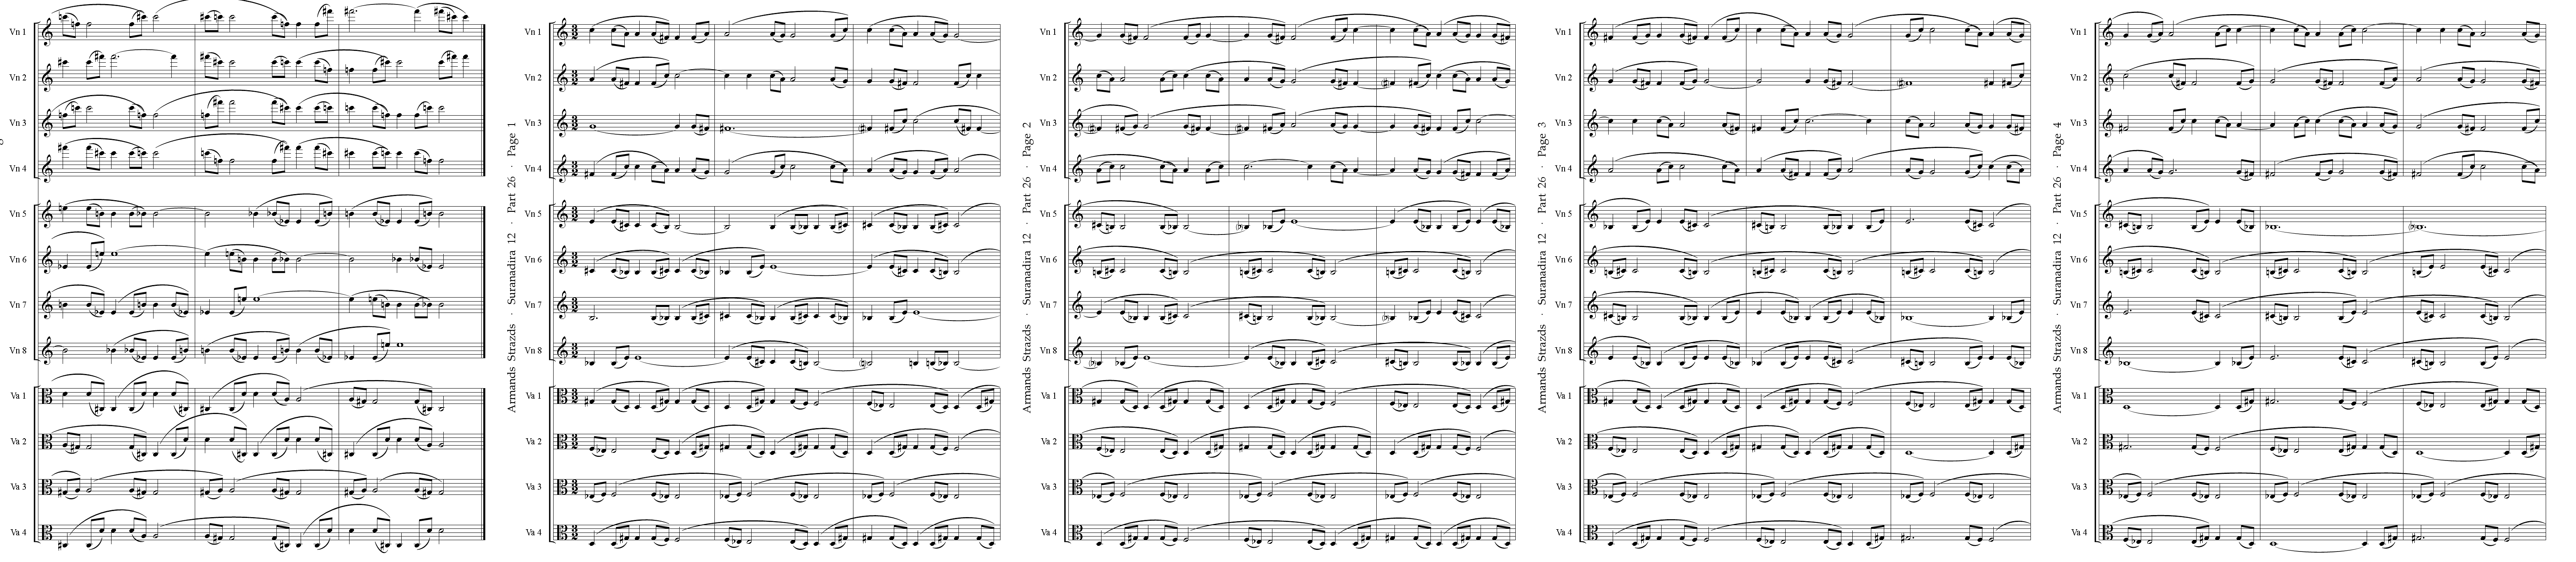 Vn 1
Vn 2
Vn 3
Vn 4
Vn 5
Vn 6
Vn 7
Vn 8
Va 1
Va 2
Va 3
Va 4
Armands Strazds · Suranadira 12 · Part 26 · Page 1
Vn 1
Vn 2
Vn 3
Vn 4
Vn 5
Vn 6
Vn 7
Vn 8
Va 1
Va 2
Va 3
Va 4
Armands Strazds · Suranadira 12 · Part 26 · Page 2
Vn 1
Vn 2
Vn 3
Vn 4
Vn 5
Vn 6
Vn 7
Vn 8
Va 1
Va 2
Va 3
Va 4
Armands Strazds · Suranadira 12 · Part 26 · Page 3
Vn 1
Vn 2
Vn 3
Vn 4
Vn 5
Vn 6
Vn 7
Vn 8
Va 1
Va 2
Va 3
Va 4
Armands Strazds · Suranadira 12 · Part 26 · Page 4
Vn 1
Vn 2
Vn 3
Vn 4
Vn 5
Vn 6
Vn 7
Vn 8
Va 1
Va 2
Va 3
Va 4